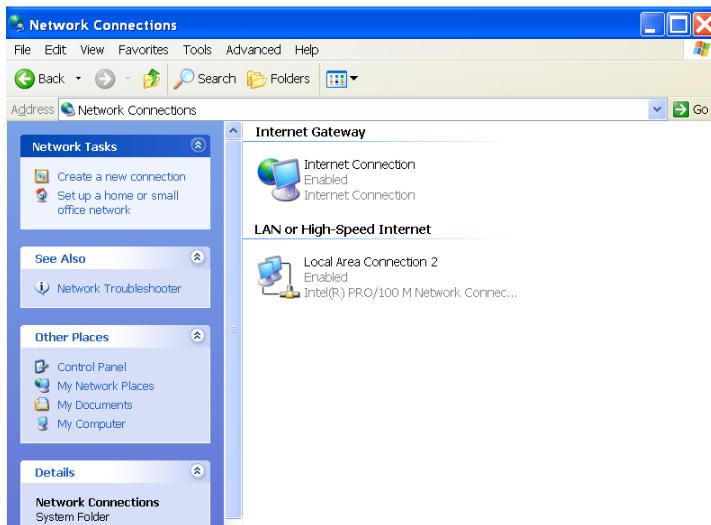 Network Connections
File Edit View Favorites Tools Advanced Help
Back Search Folders
Address Network Connections Go
Network Tasks
Create a new connection
Set up a home or small
office network
See Also
Network Troubleshooter
Other Places
Control Panel
My Network Places
My Documents
My Computer
Details
Network Connections
System Folder
Internet Gateway
Internet Connection
Enabled
Internet Connection
LAN or High-Speed Internet
Local Area Connection 2
Enabled
Intel(R) PRO/100 M Network Connec...